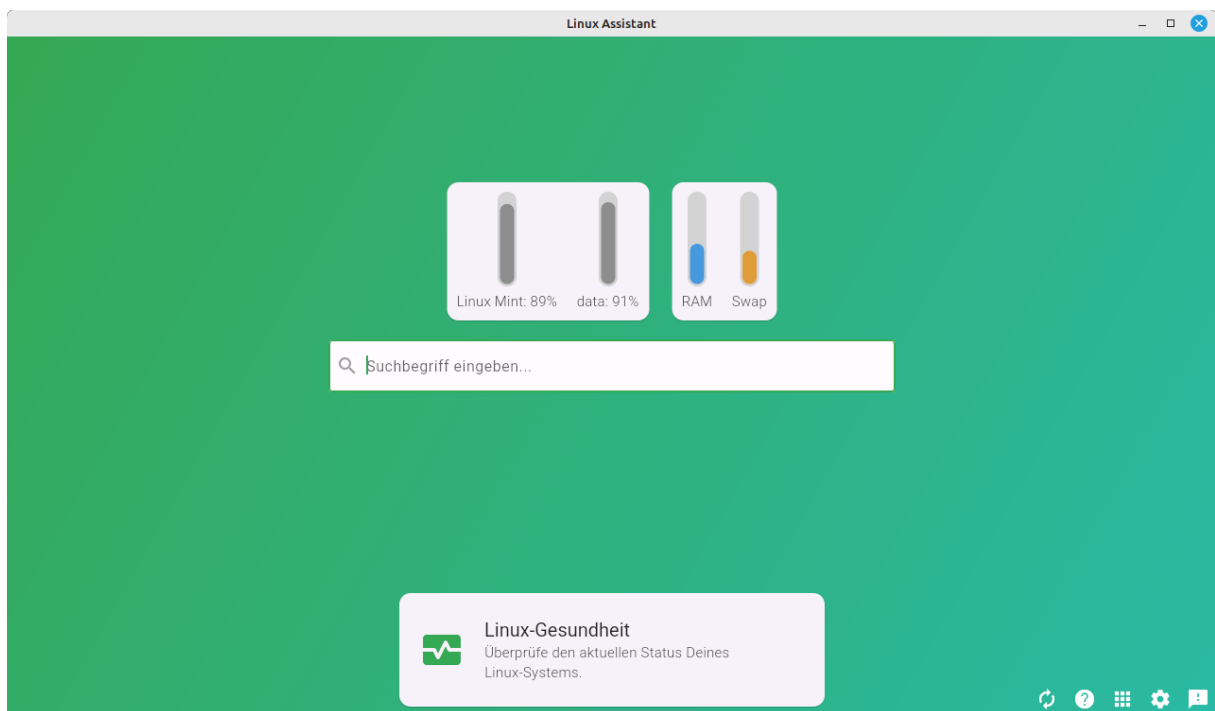 Linux Assistant
Linux Mint: 89% data: 91% RAM Swap
Suchbegriff eingeben...
Linux-Gesundheit
Überprüfe den aktuellen Status Deines
Linux-Systems.